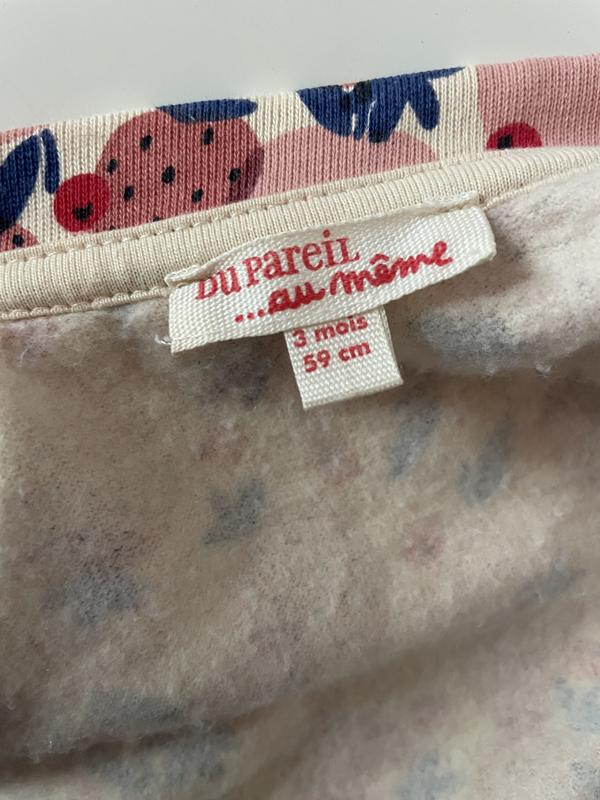 DU PAREIL
...au même
3 mois
59 cm